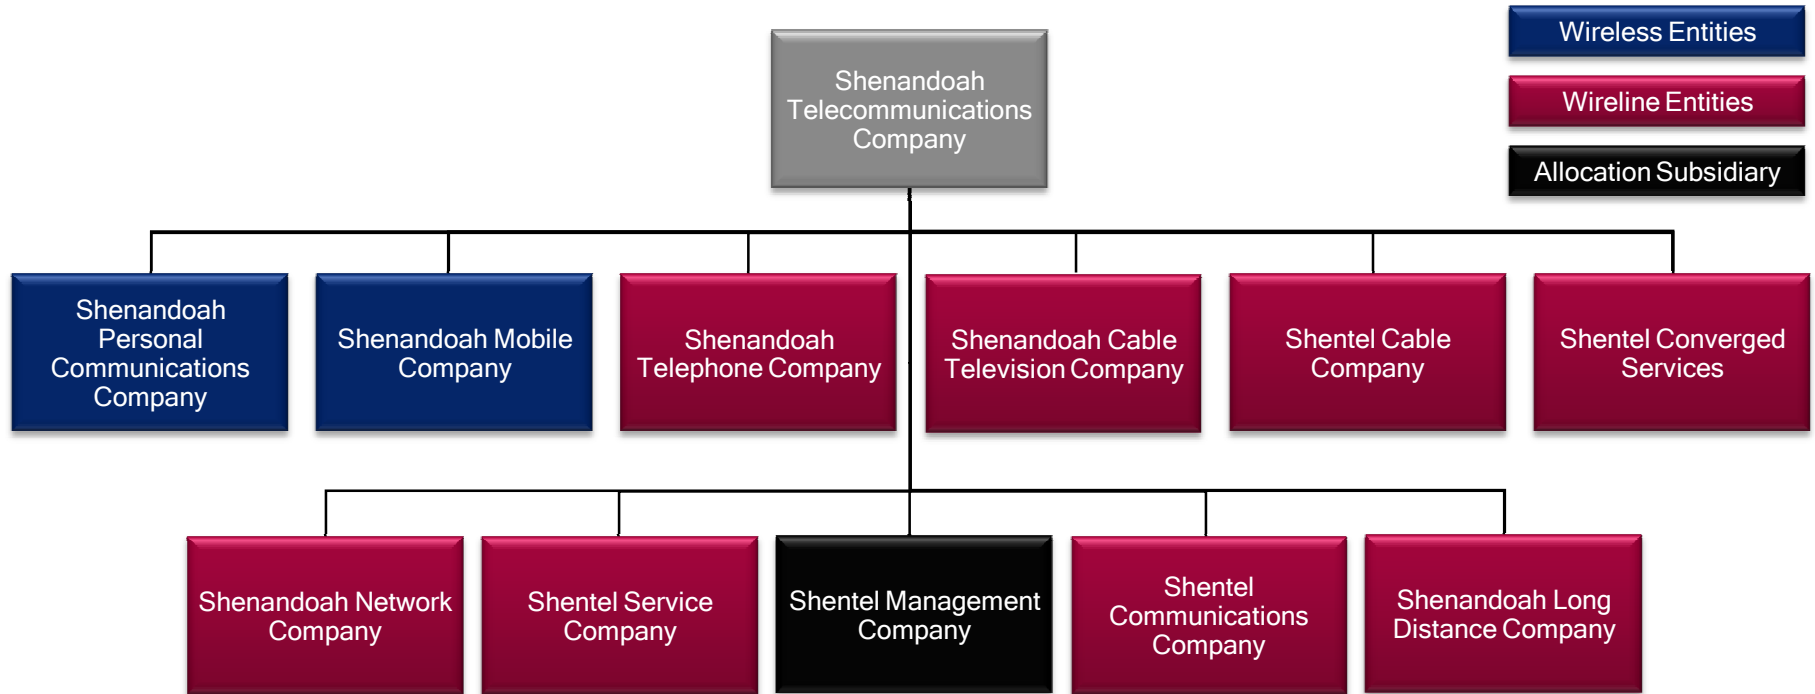 Wireless Entities
Wireline Entities
Allocation Subsidiary
Shenandoah
Telecommunications
Company
Shenandoah
Personal
Communications
Company
Shenandoah Mobile
Company
Shenandoah
Telephone Company
Shenandoah Cable
Television Company
Shentel Cable
Company
Shentel Converged
Services
Shenandoah Network
Company
Shentel Service
Company
Shentel Management
Company
Shentel
Communications
Company
Shenandoah Long
Distance Company